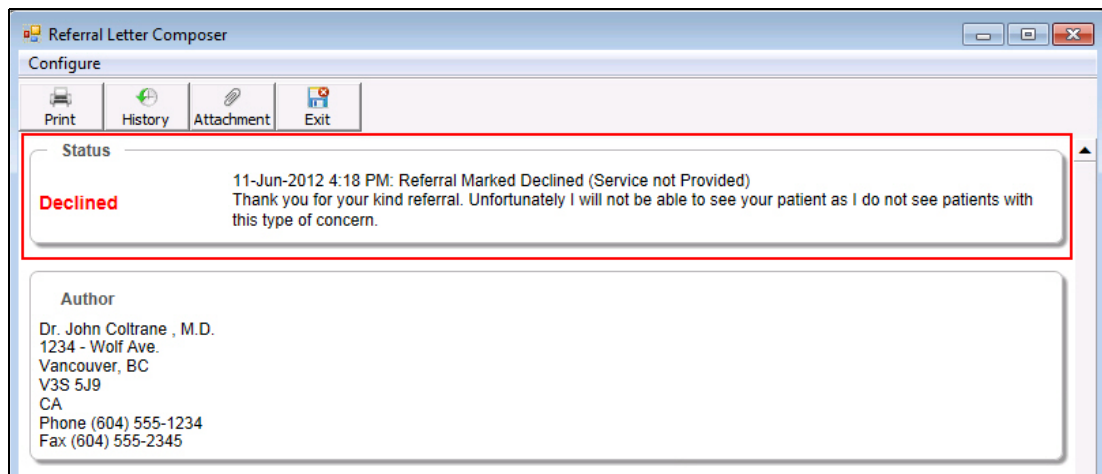 Referral Letter Composer
Configure
Print History Attachment Exit
Status
Declined
11-Jun-2012 4:18 PM: Referral Marked Declined (Service not Provided)
Thank you for your kind referral. Unfortunately I will not be able to see your patient as I do not see patients with
this type of concern.
Author
Dr. John Coltrane , M.D.
1234 - Wolf Ave.
Vancouver, BC
V3S 5J9
CA
Phone (604) 555-1234
Fax (604) 555-2345